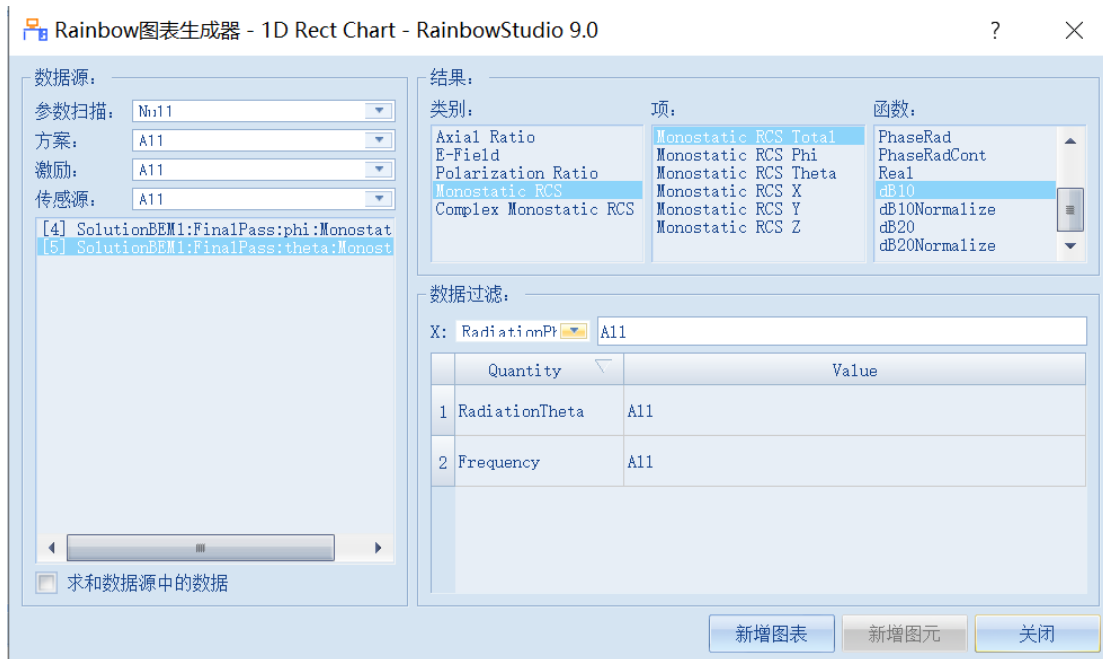 Rainbow图表生成器 - 1D Rect Chart - RainbowStudio 9.0
数据源:
参数扫描:
方案: All
激励: All
传感源: All
[4] SolutionBEM1:FinalPass:phi:Monostat
[5] SolutionBEM1:FinalPass:theta:Monost
求和数据源中的数据
结果:
类别:
Axial Ratio
E-Field
Polarization Ratio
Monostatic RCS
Complex Monostatic RCS
项:
Monostatic RCS Total
Monostatic RCS Phi
Monostatic RCS Theta
Monostatic RCS X
Monostatic RCS Y
Monostatic RCS Z
函数:
PhaseRad
PhaseRadCont
Real
dB10
dB10Normalize
dB20
dB20Normalize
数据过滤:
X: RadiationPh All
Quantity Value
1 RadiationTheta All
2 Frequency All
新增图表 新增图元 关闭